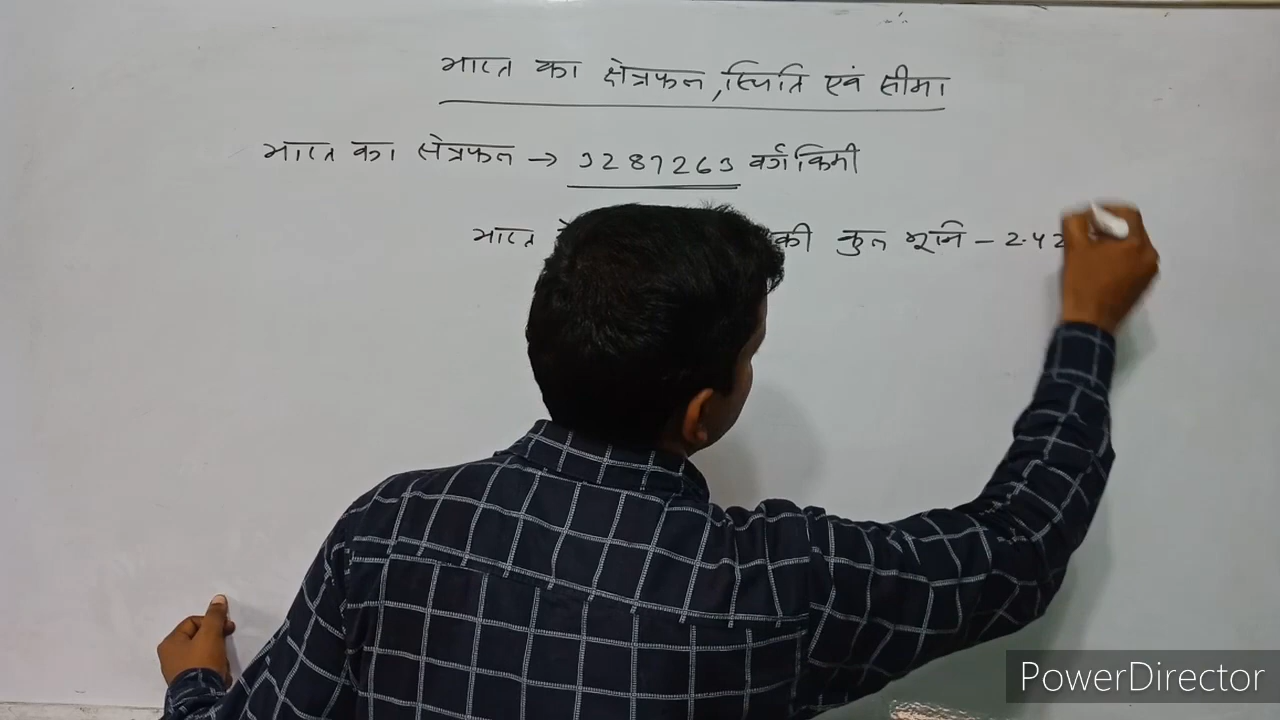 भारत का क्षेत्रफल, स्थिति एवं सीमा
भारत का क्षेत्रफल → 3287263 वर्ग किमी
भारत की कुल भूमि - 2.42
PowerDirector